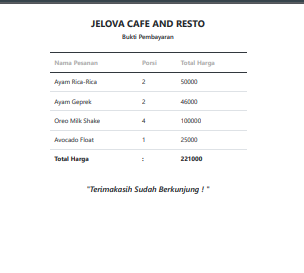 JELOVA CAFE AND RESTO
Bukti Pembayaran
Nama Pesanan Porsi Total Harga
Ayam Rica-Rica 2 50000
Ayam Geprek 2 46000
Oreo Milk Shake 4 100000
Avocado Float 1 25000
Total Harga : 221000
"Terimakasih Sudah Berkunjung ! "